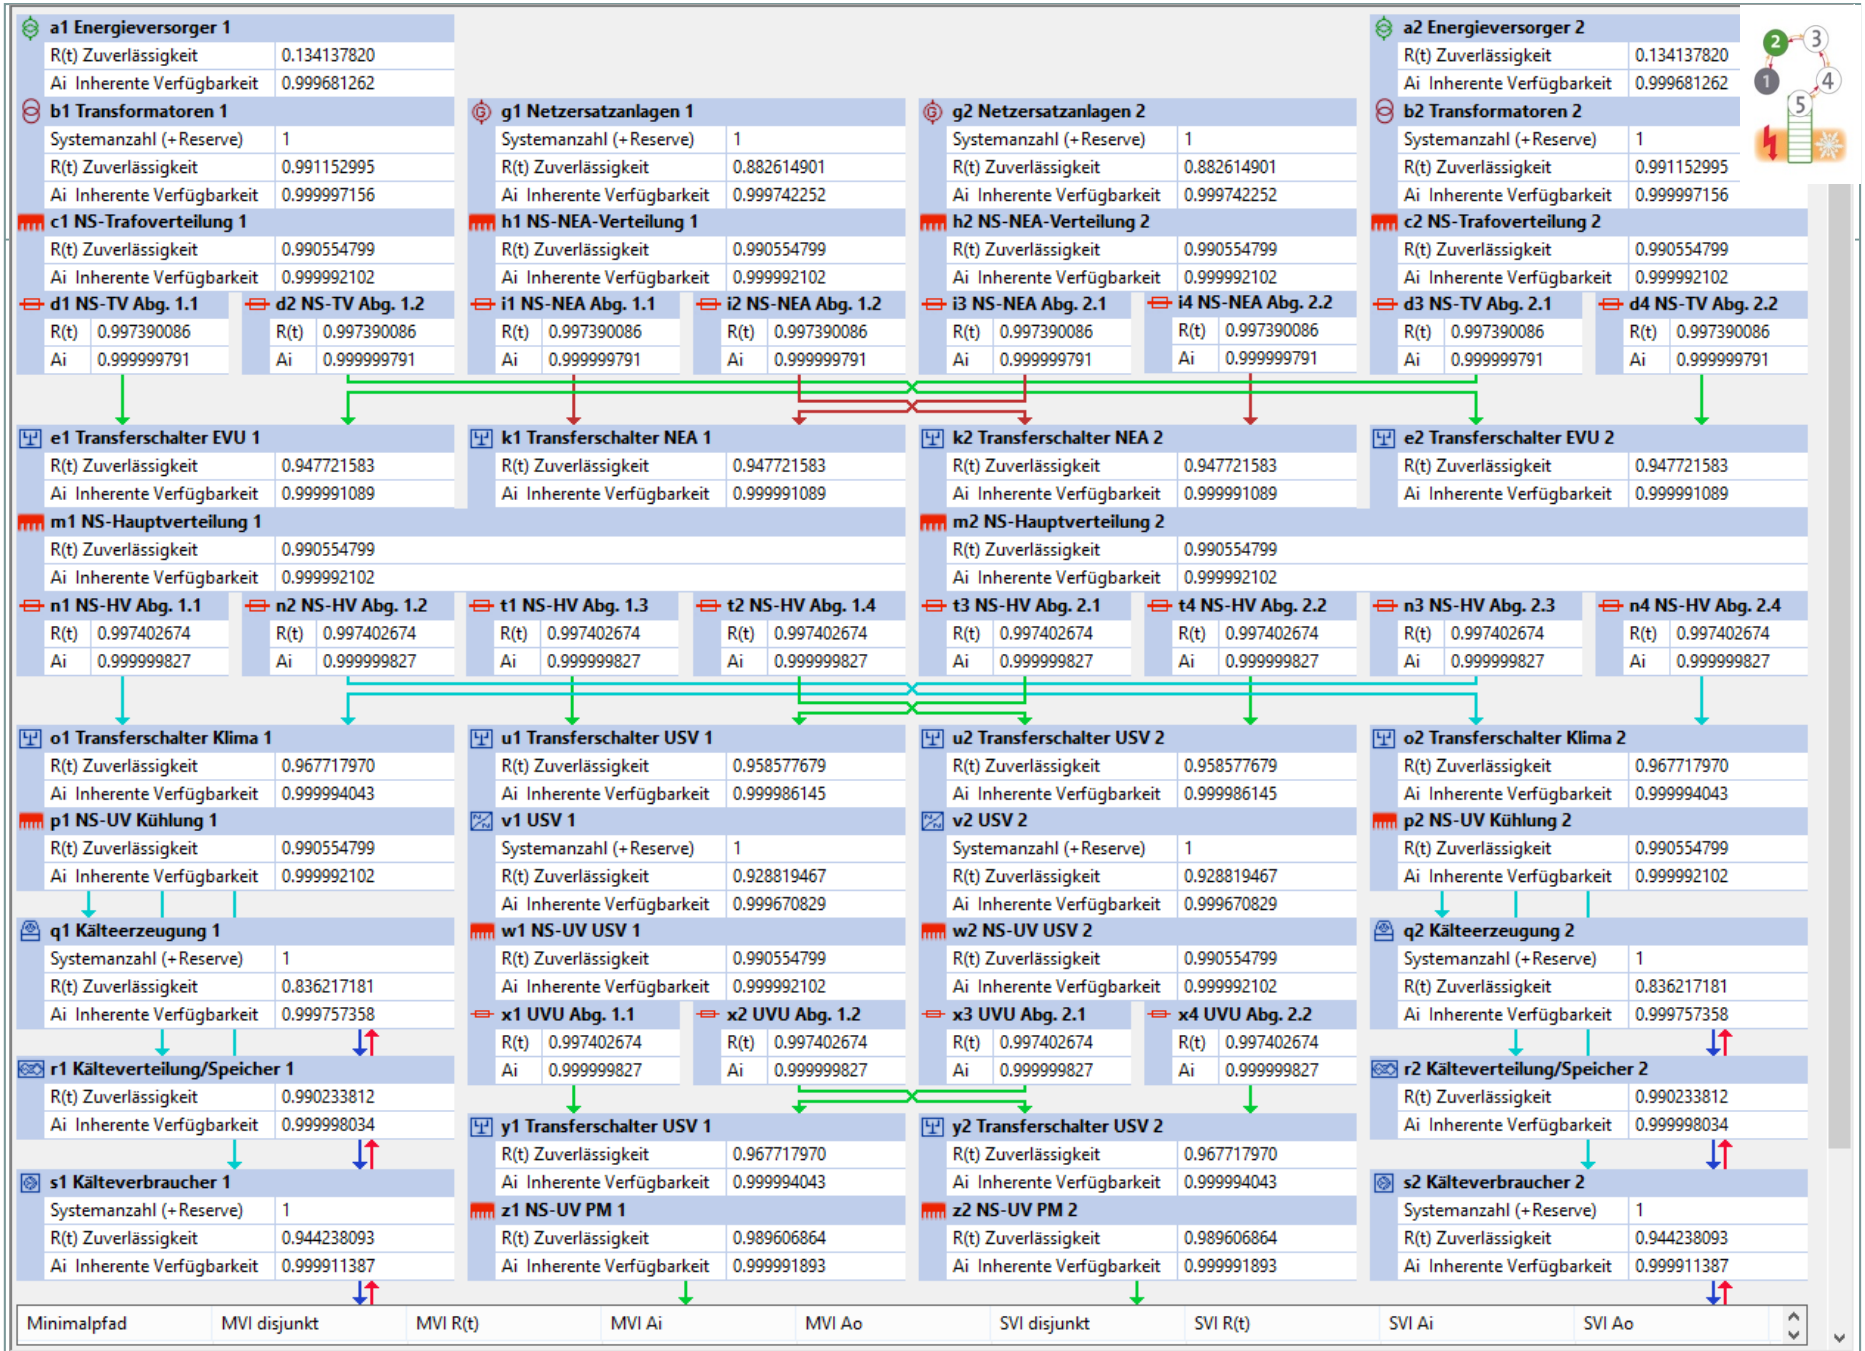 a1 Energieversorger 1
a2 Energieversorger 2
R(t) Zuverlässigkeit 0.134137820
R(t) Zuverlässigkeit 0.134137820
Ai Inherente Verfügbarkeit 0.999681262
Ai Inherente Verfügbarkeit 0.999681262
1 2 3 4 5
b1 Transformatoren 1
g1 Netzersatzanlagen 1
g2 Netzersatzanlagen 2
b2 Transformatoren 2
Systemanzahl (+Reserve) 1
Systemanzahl (+Reserve) 1
Systemanzahl (+Reserve) 1
Systemanzahl (+Reserve) 1
R(t) Zuverlässigkeit 0.991152995
R(t) Zuverlässigkeit 0.882614901
R(t) Zuverlässigkeit 0.882614901
R(t) Zuverlässigkeit 0.991152995
Ai Inherente Verfügbarkeit 0.999997156
Ai Inherente Verfügbarkeit 0.999742252
Ai Inherente Verfügbarkeit 0.999742252
Ai Inherente Verfügbarkeit 0.999997156
c1 NS-Trafoverteilung 1
h1 NS-NEA-Verteilung 1
h2 NS-NEA-Verteilung 2
c2 NS-Trafoverteilung 2
R(t) Zuverlässigkeit 0.990554799
R(t) Zuverlässigkeit 0.990554799
R(t) Zuverlässigkeit 0.990554799
R(t) Zuverlässigkeit 0.990554799
Ai Inherente Verfügbarkeit 0.999992102
Ai Inherente Verfügbarkeit 0.999992102
Ai Inherente Verfügbarkeit 0.999992102
Ai Inherente Verfügbarkeit 0.999992102
d1 NS-TV Abg. 1.1
d2 NS-TV Abg. 1.2
i1 NS-NEA Abg. 1.1
i2 NS-NEA Abg. 1.2
i3 NS-NEA Abg. 2.1
i4 NS-NEA Abg. 2.2
d3 NS-TV Abg. 2.1
d4 NS-TV Abg. 2.2
R(t) 0.997390086
R(t) 0.997390086
R(t) 0.997390086
R(t) 0.997390086
R(t) 0.997390086
R(t) 0.997390086
R(t) 0.997390086
R(t) 0.997390086
Ai 0.999999791
Ai 0.999999791
Ai 0.999999791
Ai 0.999999791
Ai 0.999999791
Ai 0.999999791
Ai 0.999999791
Ai 0.999999791
e1 Transferschalter EVU 1
k1 Transferschalter NEA 1
k2 Transferschalter NEA 2
e2 Transferschalter EVU 2
R(t) Zuverlässigkeit 0.947721583
R(t) Zuverlässigkeit 0.947721583
R(t) Zuverlässigkeit 0.947721583
R(t) Zuverlässigkeit 0.947721583
Ai Inherente Verfügbarkeit 0.999991089
Ai Inherente Verfügbarkeit 0.999991089
Ai Inherente Verfügbarkeit 0.999991089
Ai Inherente Verfügbarkeit 0.999991089
m1 NS-Hauptverteilung 1
m2 NS-Hauptverteilung 2
R(t) Zuverlässigkeit 0.990554799
R(t) Zuverlässigkeit 0.990554799
Ai Inherente Verfügbarkeit 0.999992102
Ai Inherente Verfügbarkeit 0.999992102
n1 NS-HV Abg. 1.1
n2 NS-HV Abg. 1.2
t1 NS-HV Abg. 1.3
t2 NS-HV Abg. 1.4
t3 NS-HV Abg. 2.1
t4 NS-HV Abg. 2.2
n3 NS-HV Abg. 2.3
n4 NS-HV Abg. 2.4
R(t) 0.997402674
R(t) 0.997402674
R(t) 0.997402674
R(t) 0.997402674
R(t) 0.997402674
R(t) 0.997402674
R(t) 0.997402674
R(t) 0.997402674
Ai 0.999999827
Ai 0.999999827
Ai 0.999999827
Ai 0.999999827
Ai 0.999999827
Ai 0.999999827
Ai 0.999999827
Ai 0.999999827
o1 Transferschalter Klima 1
u1 Transferschalter USV 1
u2 Transferschalter USV 2
o2 Transferschalter Klima 2
R(t) Zuverlässigkeit 0.967717970
R(t) Zuverlässigkeit 0.958577679
R(t) Zuverlässigkeit 0.958577679
R(t) Zuverlässigkeit 0.967717970
Ai Inherente Verfügbarkeit 0.999994043
Ai Inherente Verfügbarkeit 0.999986145
Ai Inherente Verfügbarkeit 0.999986145
Ai Inherente Verfügbarkeit 0.999994043
p1 NS-UV Kühlung 1
v1 USV 1
v2 USV 2
p2 NS-UV Kühlung 2
R(t) Zuverlässigkeit 0.990554799
Systemanzahl (+Reserve) 1
Systemanzahl (+Reserve) 1
R(t) Zuverlässigkeit 0.990554799
Ai Inherente Verfügbarkeit 0.999992102
R(t) Zuverlässigkeit 0.928819467
R(t) Zuverlässigkeit 0.928819467
Ai Inherente Verfügbarkeit 0.999992102
Ai Inherente Verfügbarkeit 0.999670829
Ai Inherente Verfügbarkeit 0.999670829
q1 Kälteerzeugung 1
w1 NS-UV USV 1
w2 NS-UV USV 2
q2 Kälteerzeugung 2
Systemanzahl (+Reserve) 1
R(t) Zuverlässigkeit 0.990554799
R(t) Zuverlässigkeit 0.990554799
Systemanzahl (+Reserve) 1
R(t) Zuverlässigkeit 0.836217181
Ai Inherente Verfügbarkeit 0.999992102
Ai Inherente Verfügbarkeit 0.999992102
R(t) Zuverlässigkeit 0.836217181
Ai Inherente Verfügbarkeit 0.999757358
x1 UVU Abg. 1.1
x2 UVU Abg. 1.2
x3 UVU Abg. 2.1
x4 UVU Abg. 2.2
Ai Inherente Verfügbarkeit 0.999757358
R(t) 0.997402674
R(t) 0.997402674
R(t) 0.997402674
R(t) 0.997402674
Ai 0.999999827
Ai 0.999999827
Ai 0.999999827
Ai 0.999999827
r1 Kälteverteilung/Speicher 1
r2 Kälteverteilung/Speicher 2
R(t) Zuverlässigkeit 0.990233812
R(t) Zuverlässigkeit 0.990233812
Ai Inherente Verfügbarkeit 0.999998034
Ai Inherente Verfügbarkeit 0.999998034
y1 Transferschalter USV 1
y2 Transferschalter USV 2
R(t) Zuverlässigkeit 0.967717970
R(t) Zuverlässigkeit 0.967717970
Ai Inherente Verfügbarkeit 0.999994043
Ai Inherente Verfügbarkeit 0.999994043
s1 Kälteverbraucher 1
s2 Kälteverbraucher 2
Systemanzahl (+Reserve) 1
z1 NS-UV PM 1
z2 NS-UV PM 2
Systemanzahl (+Reserve) 1
R(t) Zuverlässigkeit 0.944238093
R(t) Zuverlässigkeit 0.989606864
R(t) Zuverlässigkeit 0.989606864
R(t) Zuverlässigkeit 0.944238093
Ai Inherente Verfügbarkeit 0.999911387
Ai Inherente Verfügbarkeit 0.999991893
Ai Inherente Verfügbarkeit 0.999991893
Ai Inherente Verfügbarkeit 0.999911387
Minimalpfad MVI disjunkt MVI R(t) MVI Ai MVI Ao SVI disjunkt SVI R(t) SVI Ai SVI Ao